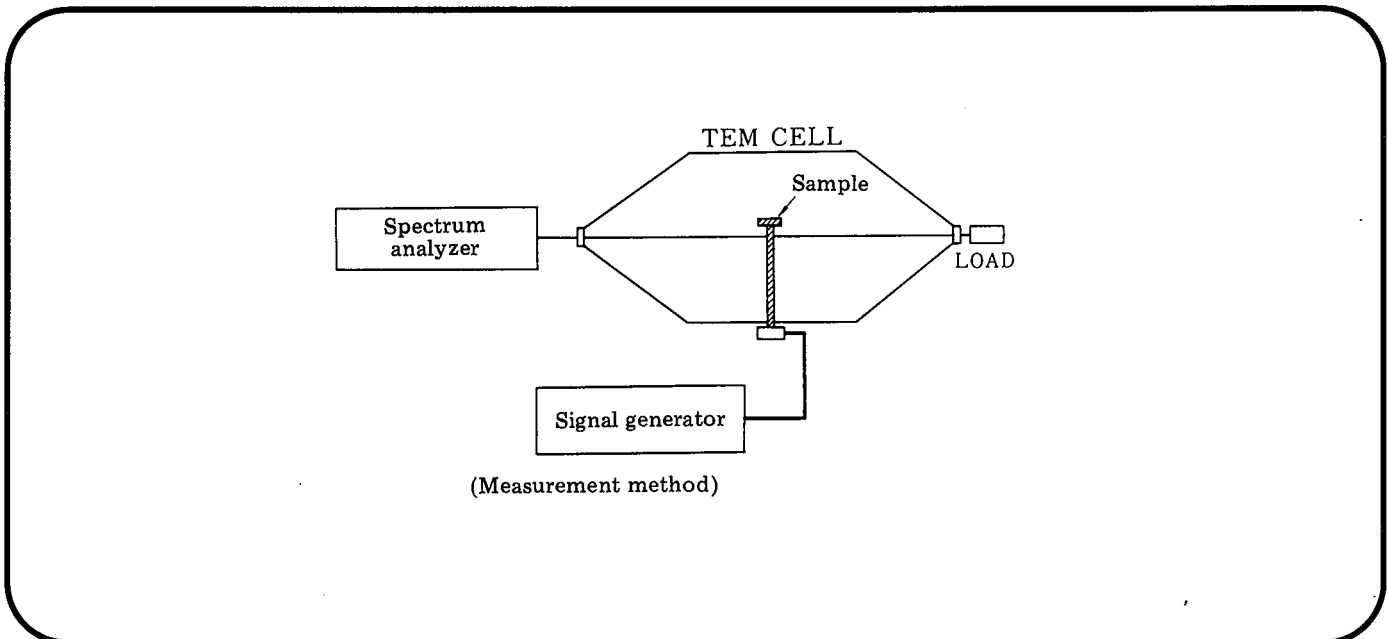 TEM CELL
Sample
Spectrum
analyzer
LOAD
Signal generator
(Measurement method)